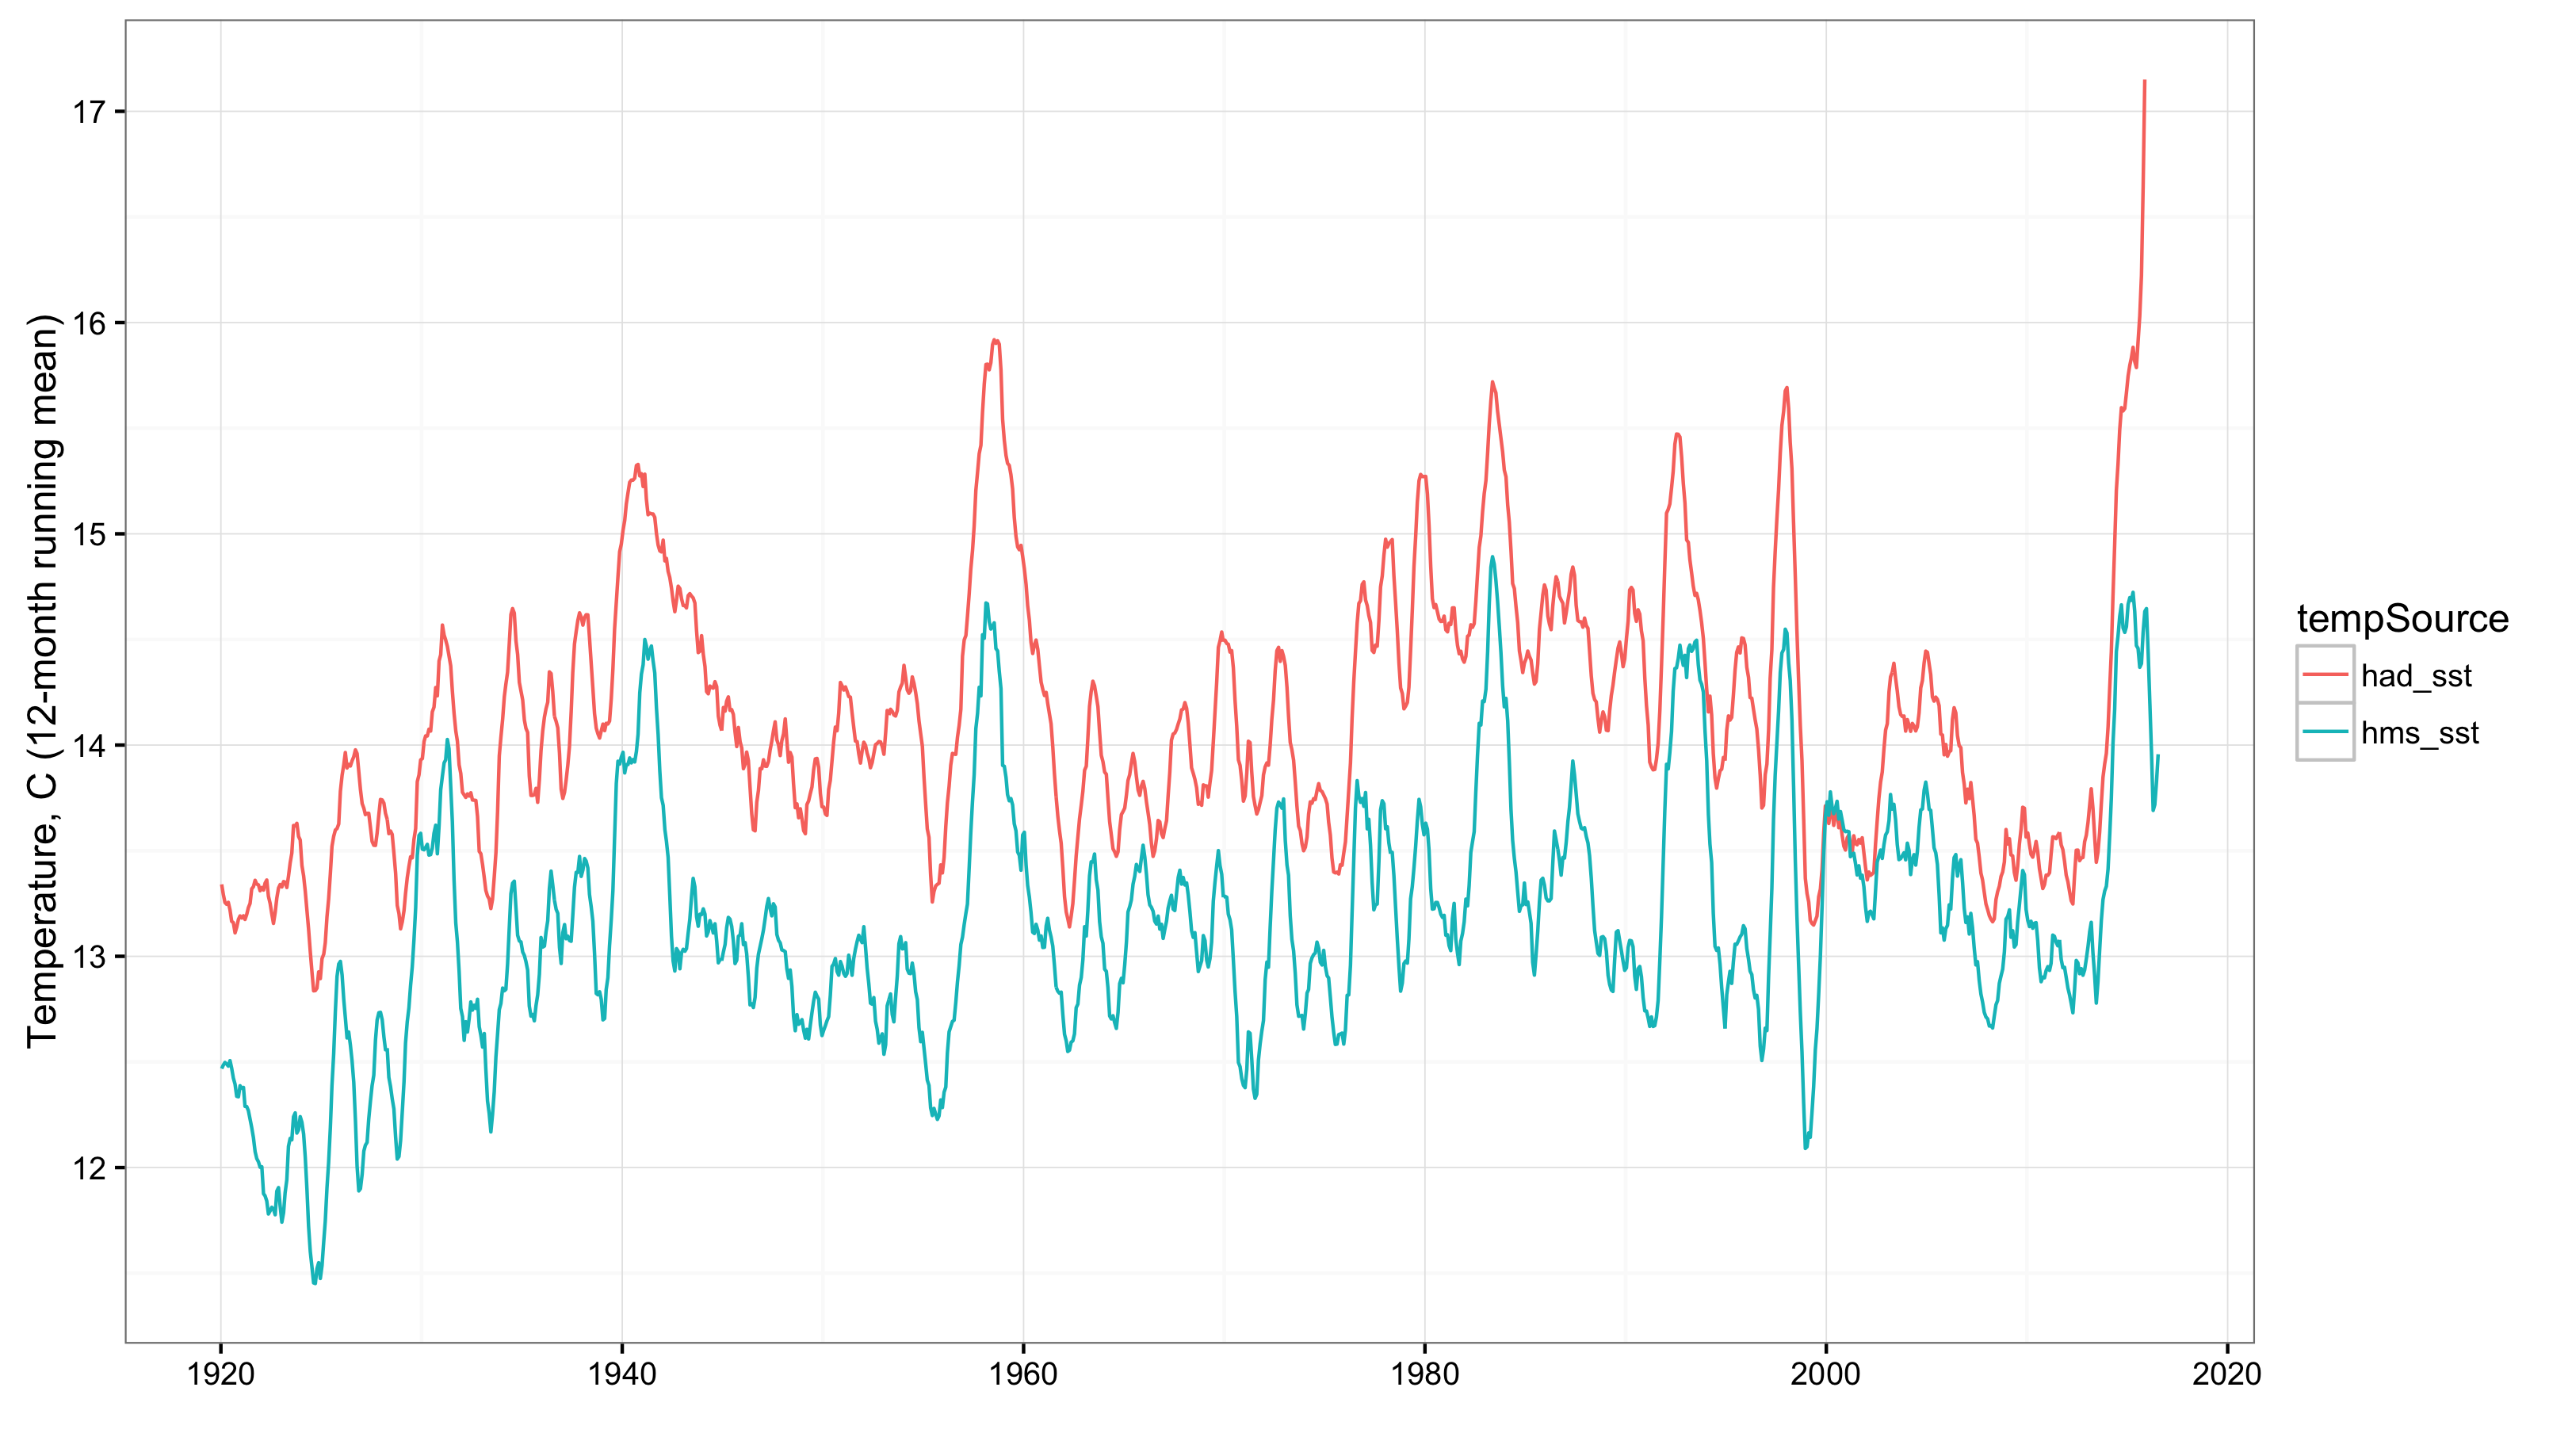 Temperature, C (12-month running mean)
17
16
15
14
13
12
1920 1940 1960 1980 2000 2020
tempSource
had_sst
hms_sst